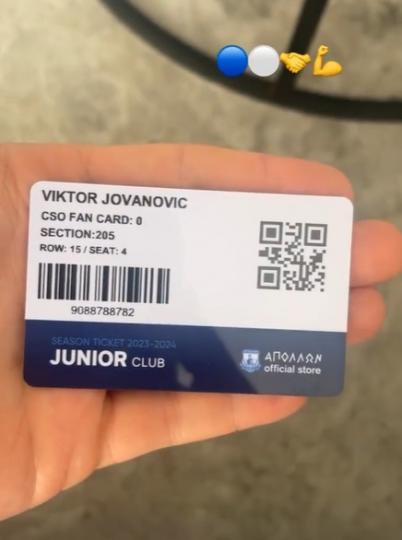 VIKTOR JOVANOVIC
CSO FAN CARD: 0
SECTION:205
ROW: 15 / SEAT: 4
9088788782
SEASON TICKET 2023-2024
JUNIOR CLUB
ΑΠΟΛΛΩΝ
official store